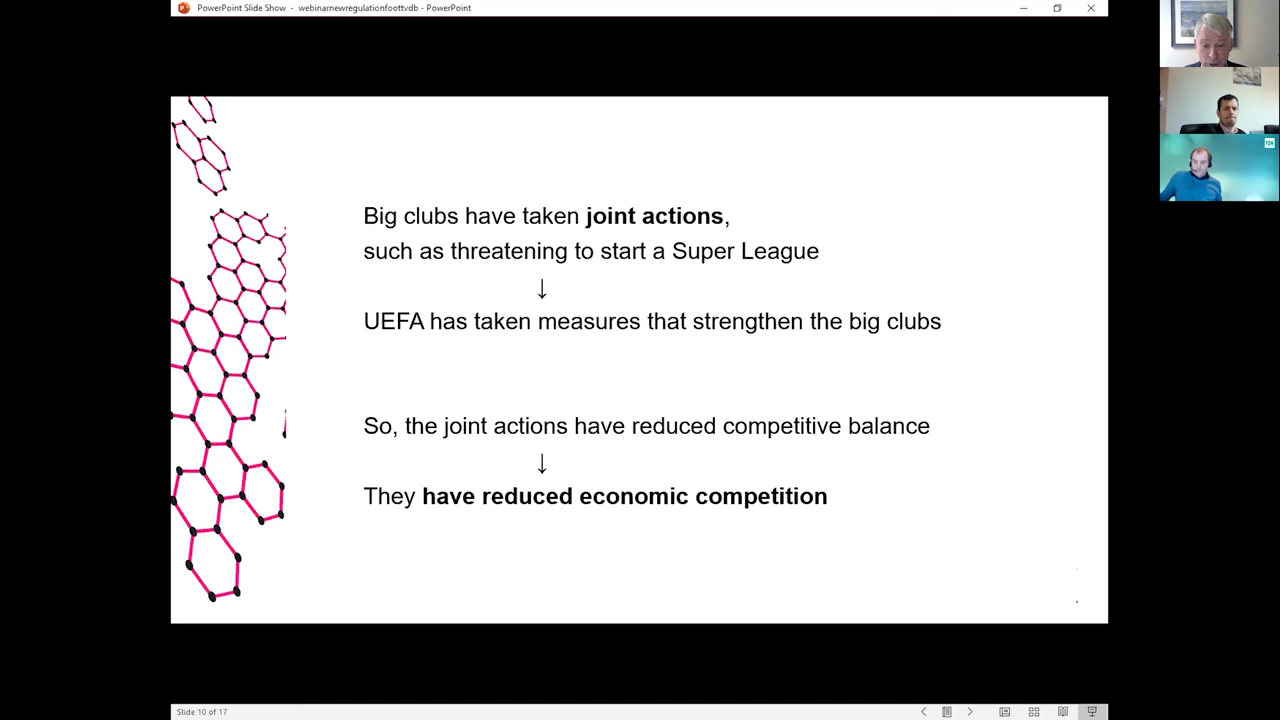 PowerPoint Slide Show - webinarnewregulationfoottvdb - PowerPoint
Big clubs have taken joint actions,
such as threatening to start a Super League
↓
UEFA has taken measures that strengthen the big clubs
So, the joint actions have reduced competitive balance
↓
They have reduced economic competition
Slide 10 of 17